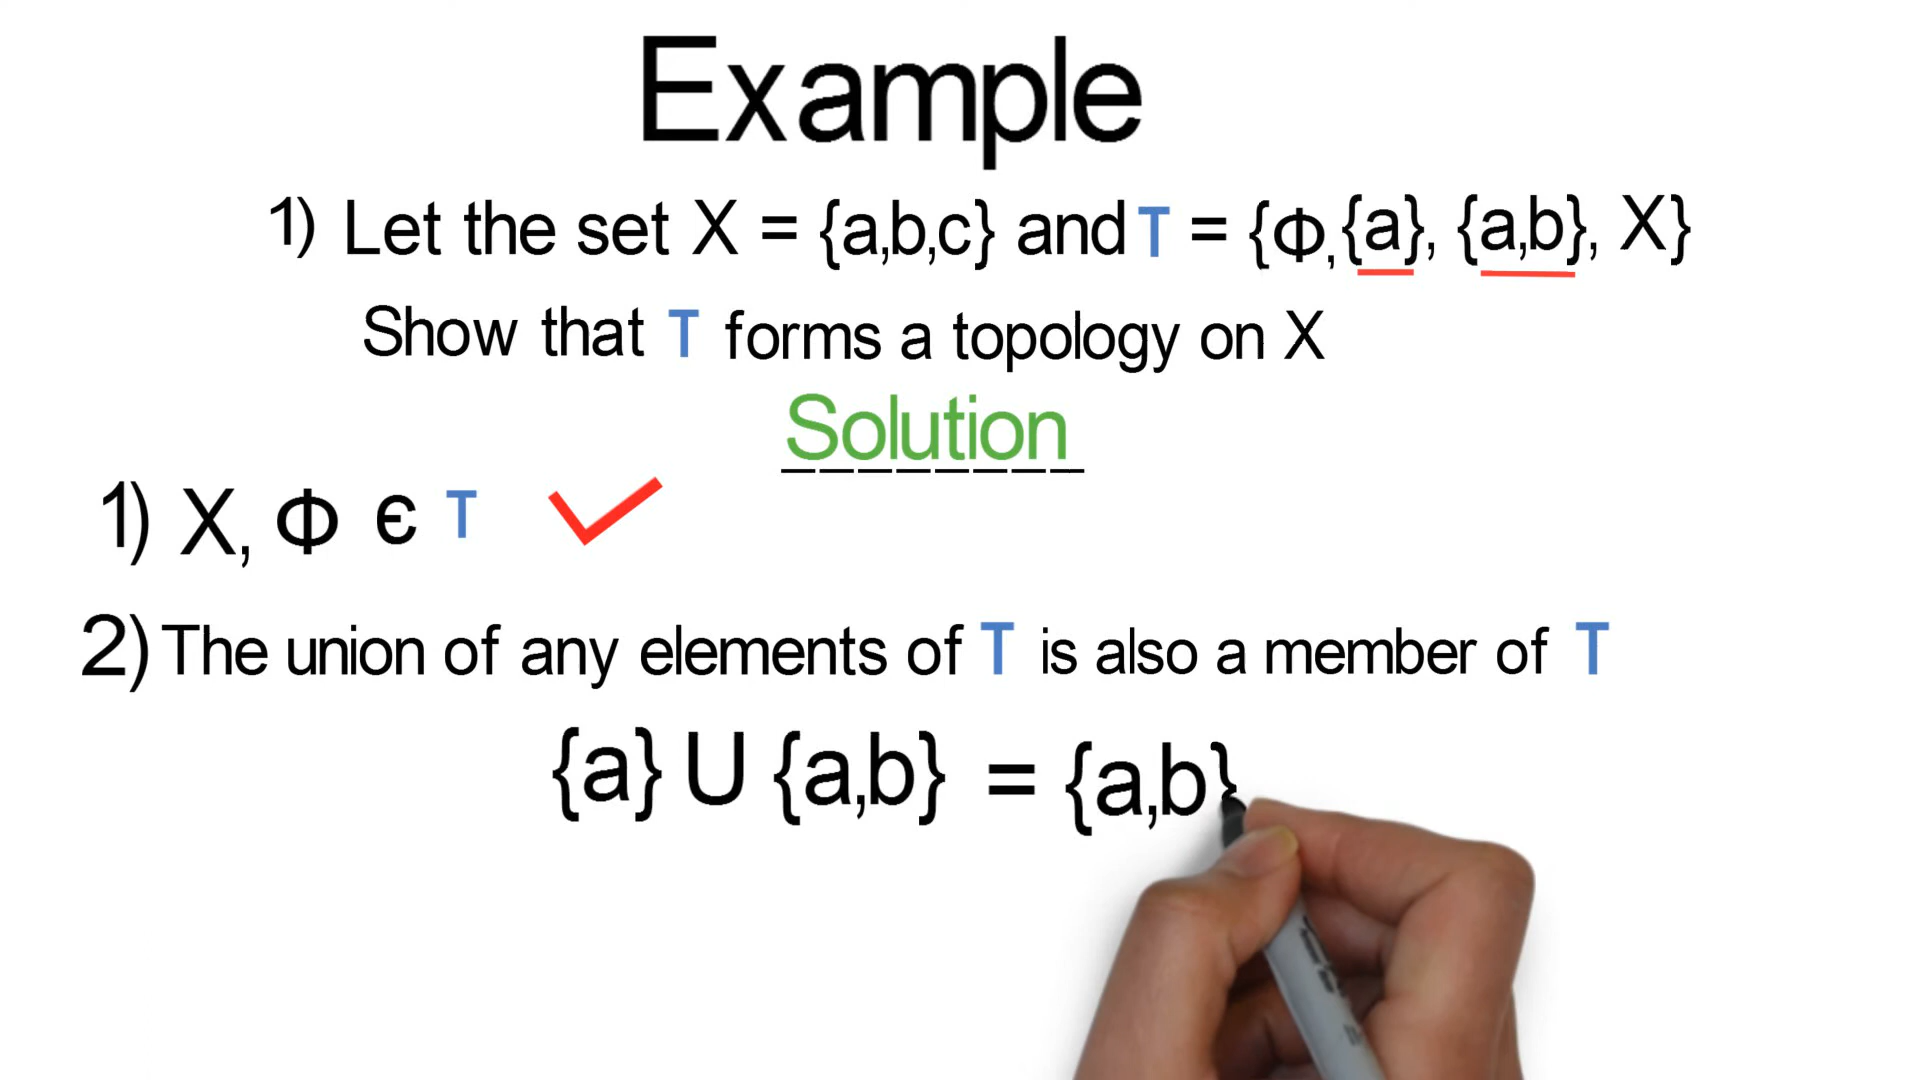 Example
1) Let the set X = {a,b,c} and T = {Φ, {a}, {a,b}, X}
Show that T forms a topology on X
Solution
1) X, Φ Є T
2) The union of any elements of T is also a member of T
{a} U {a,b} = {a,b}